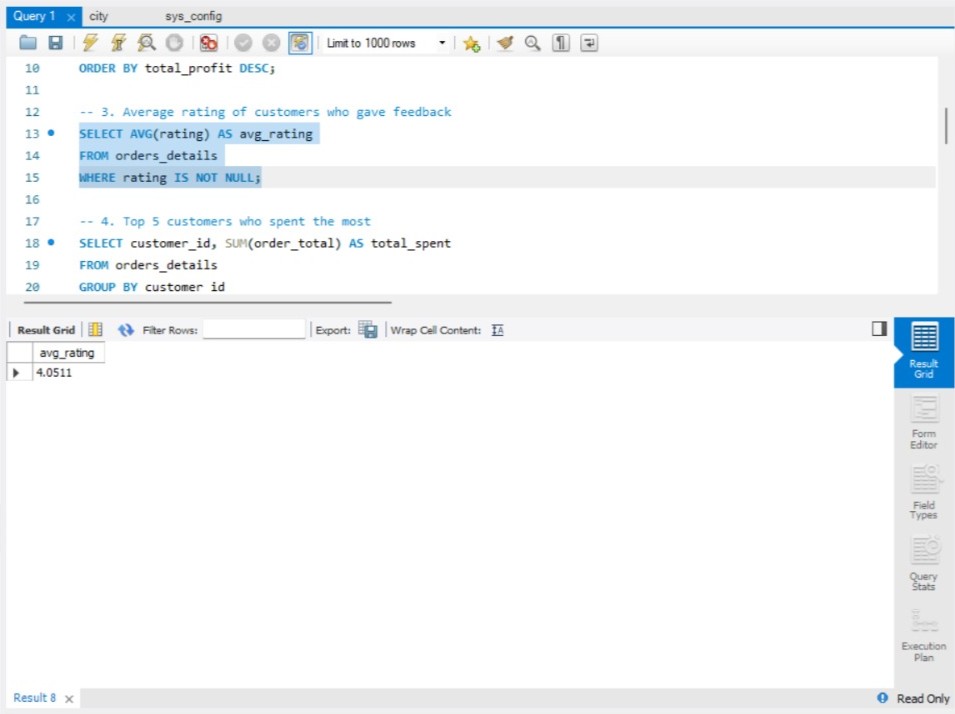 Query 1 city sys_config
Limit to 1000 rows
10 ORDER BY total_profit DESC;
11
12 -- 3. Average rating of customers who gave feedback
13 SELECT AVG(rating) AS avg_rating
14 FROM orders_details
15 WHERE rating IS NOT NULL;
16
17 -- 4. Top 5 customers who spent the most
18 SELECT customer_id, SUM(order_total) AS total_spent
19 FROM orders_details
20 GROUP BY customer id
Result Grid Filter Rows: Export: Wrap Cell Content: IA
avg_rating
4.0511
Result
Grid
Form
Editor
Field
Types
Query
Stats
Execution
Plan
Result 8 Read Only